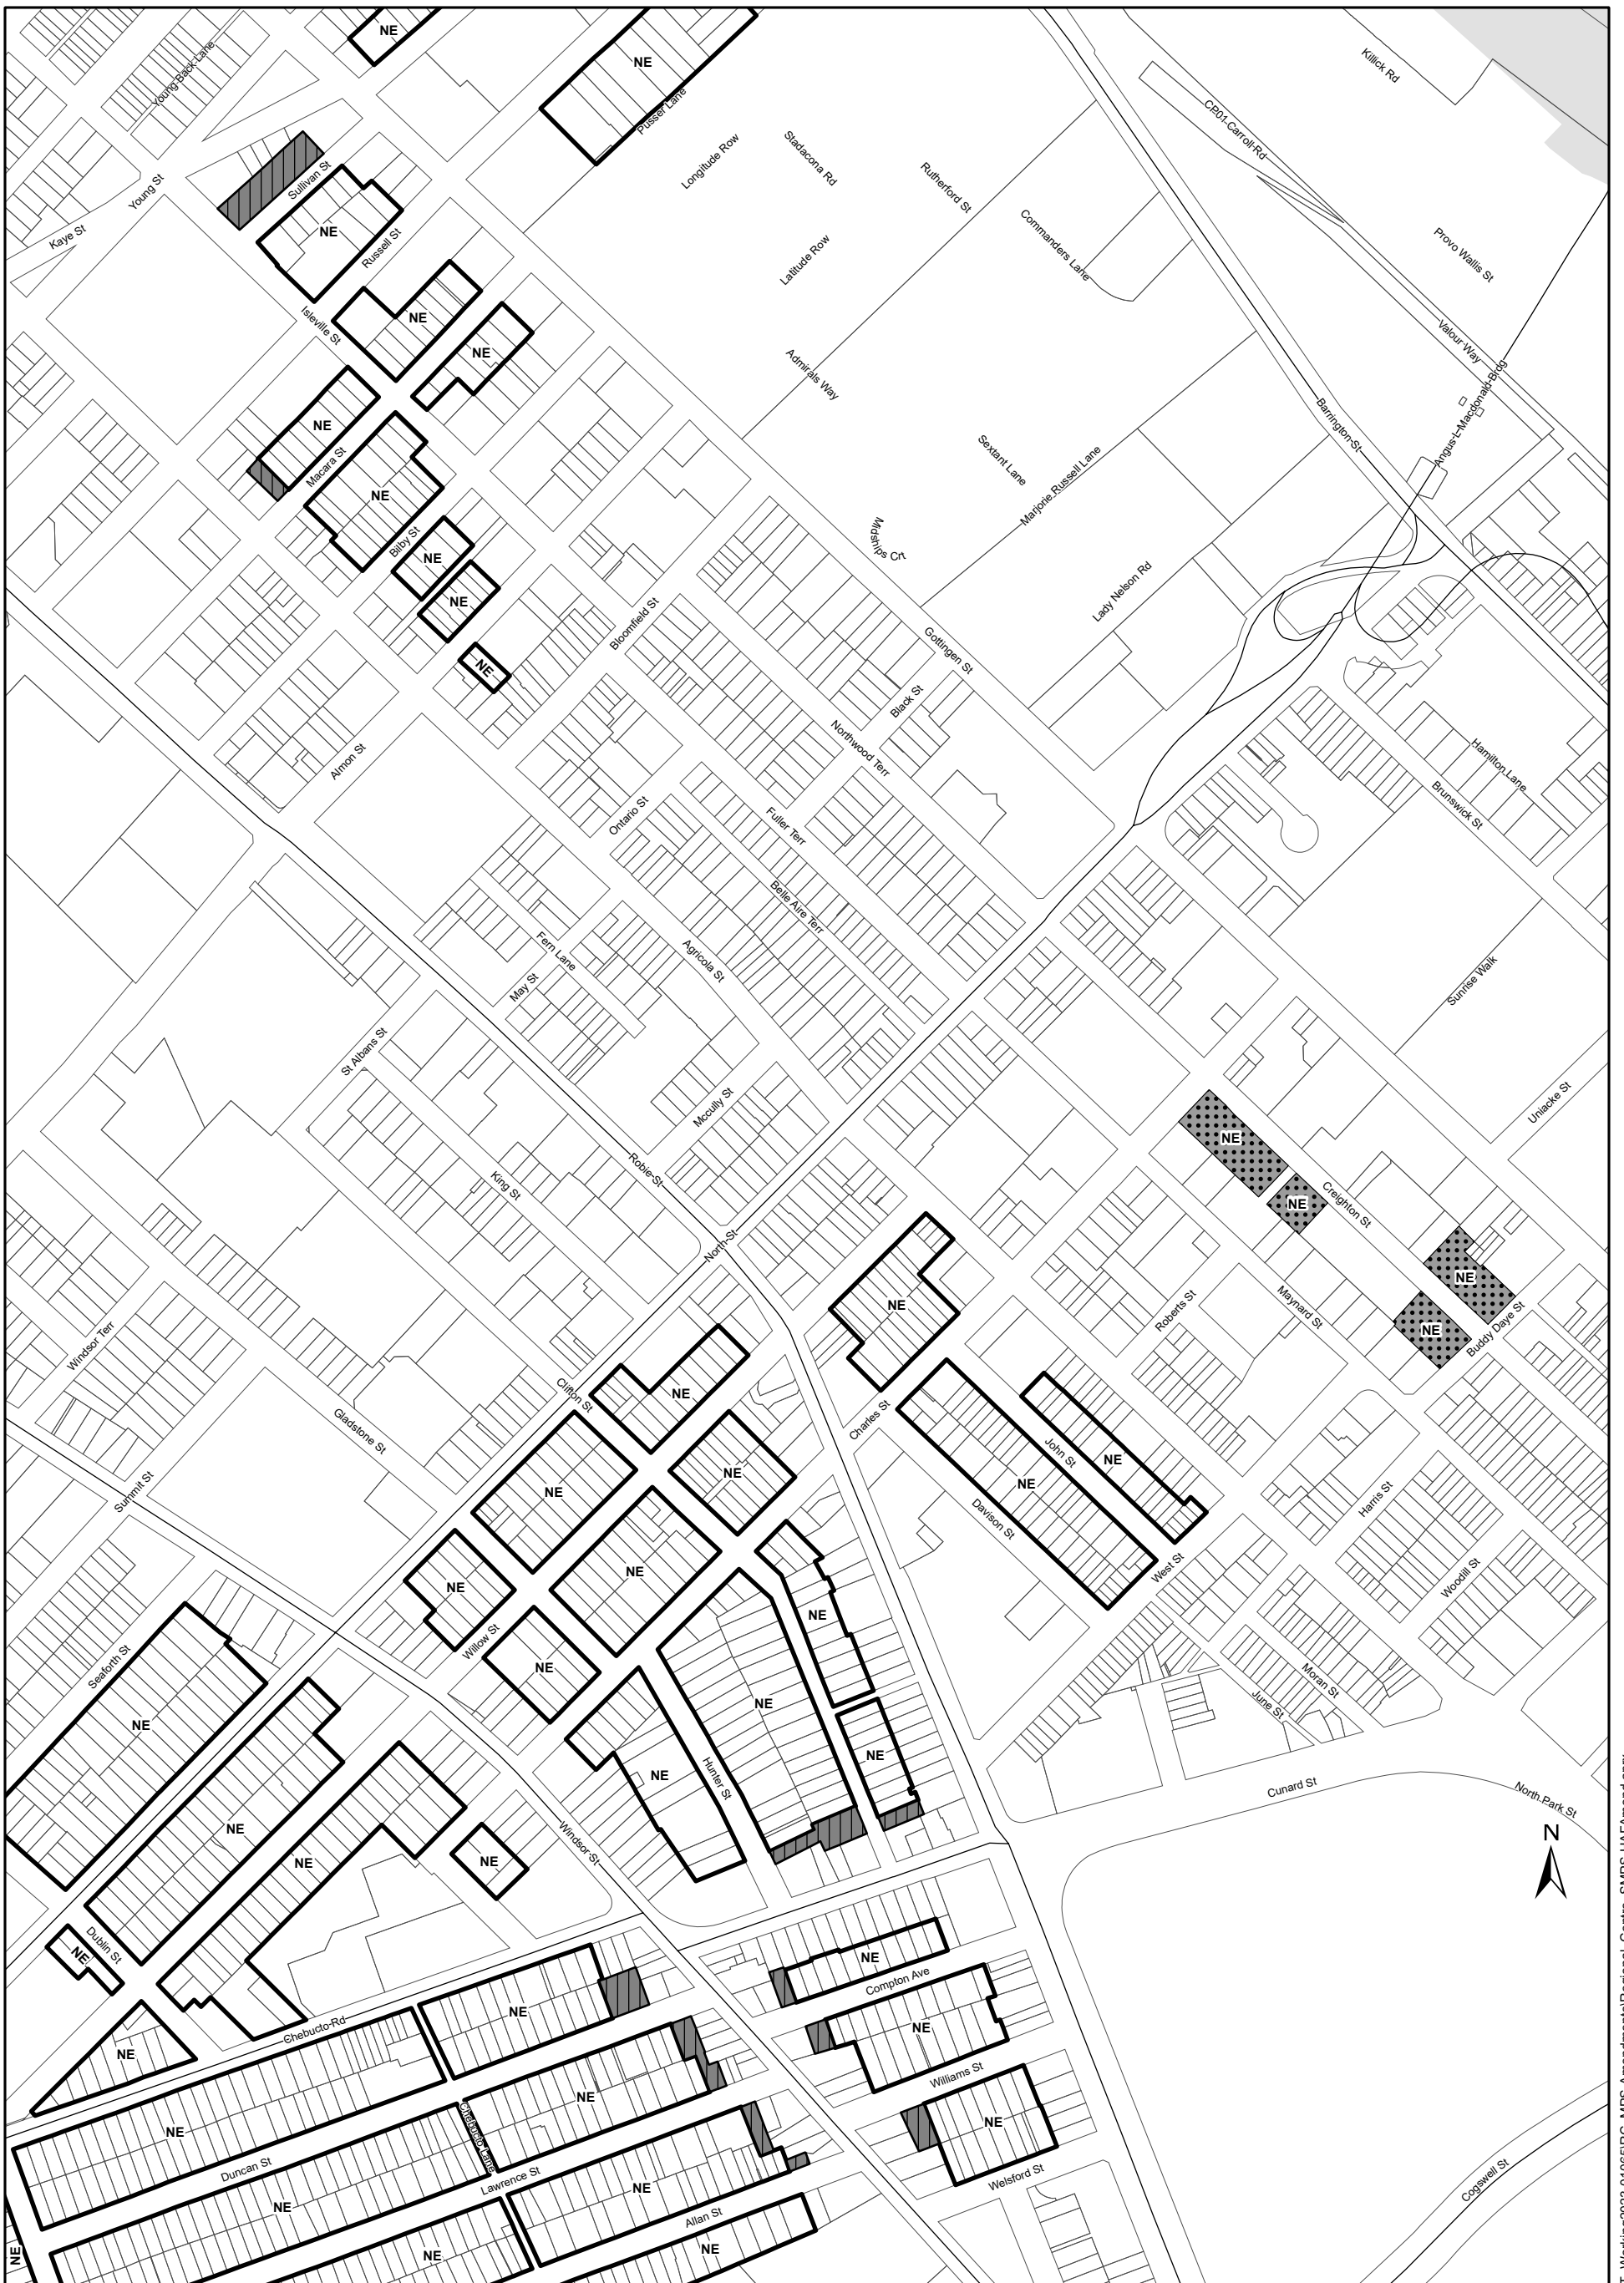 NE
NE
Killick Rd
Young Back Lane
Pusser Lane
CP01-Carroll-Rd
Longitude Row
Stadacona Rd
Rutherford St
Sullivan St
Young St
Kaye St
NE
Russell St
Commanders Lane
Latitude Row
Provo Wallis St
Isleville St
NE
NE
Valour Way
Admirals Way
Angus-L-Macdonald-Brdg
Barrington-St
NE
Macara St
Sextant Lane
Marjorie Russell Lane
NE
Midships Crt
Bilby St
NE
NE
Lady Nelson Rd
Bloomfield St
Gottingen St
NE
Black St
Northwood Terr
Almon St
Hamilton Lane
Brunswick St
Ontario St
Fuller Terr
Belle Aire Terr
Fern Lane
Agricola St
May St
Sunrise Walk
St Albans St
Mccully St
Uniacke St
NE
Robie-St
King St
NE
Creighton St
North-St
NE
Maynard St
Roberts St
NE
NE
Buddy Daye St
Windsor Terr
Clifton St
NE
Charles St
Gladstone St
John St
NE
NE
NE
NE
Summit St
Davison St
Harris St
NE
West St
Woodill St
NE
NE
Willow St
NE
Seaforth St
Moran St
June St
NE
NE
NE
NE
Hunter St
Cunard St
North Park St
N
NE
Windsor-St
NE
NE
Dublin St
NE
NE
Compton Ave
NE
Chebucto-Rd
NE
NE
Williams St
NE
NE
NE
Chebucto-Lane
Duncan St
Lawrence St
NE
Welsford St
Cogswell St
NE
Allan St
NE
NE
NE